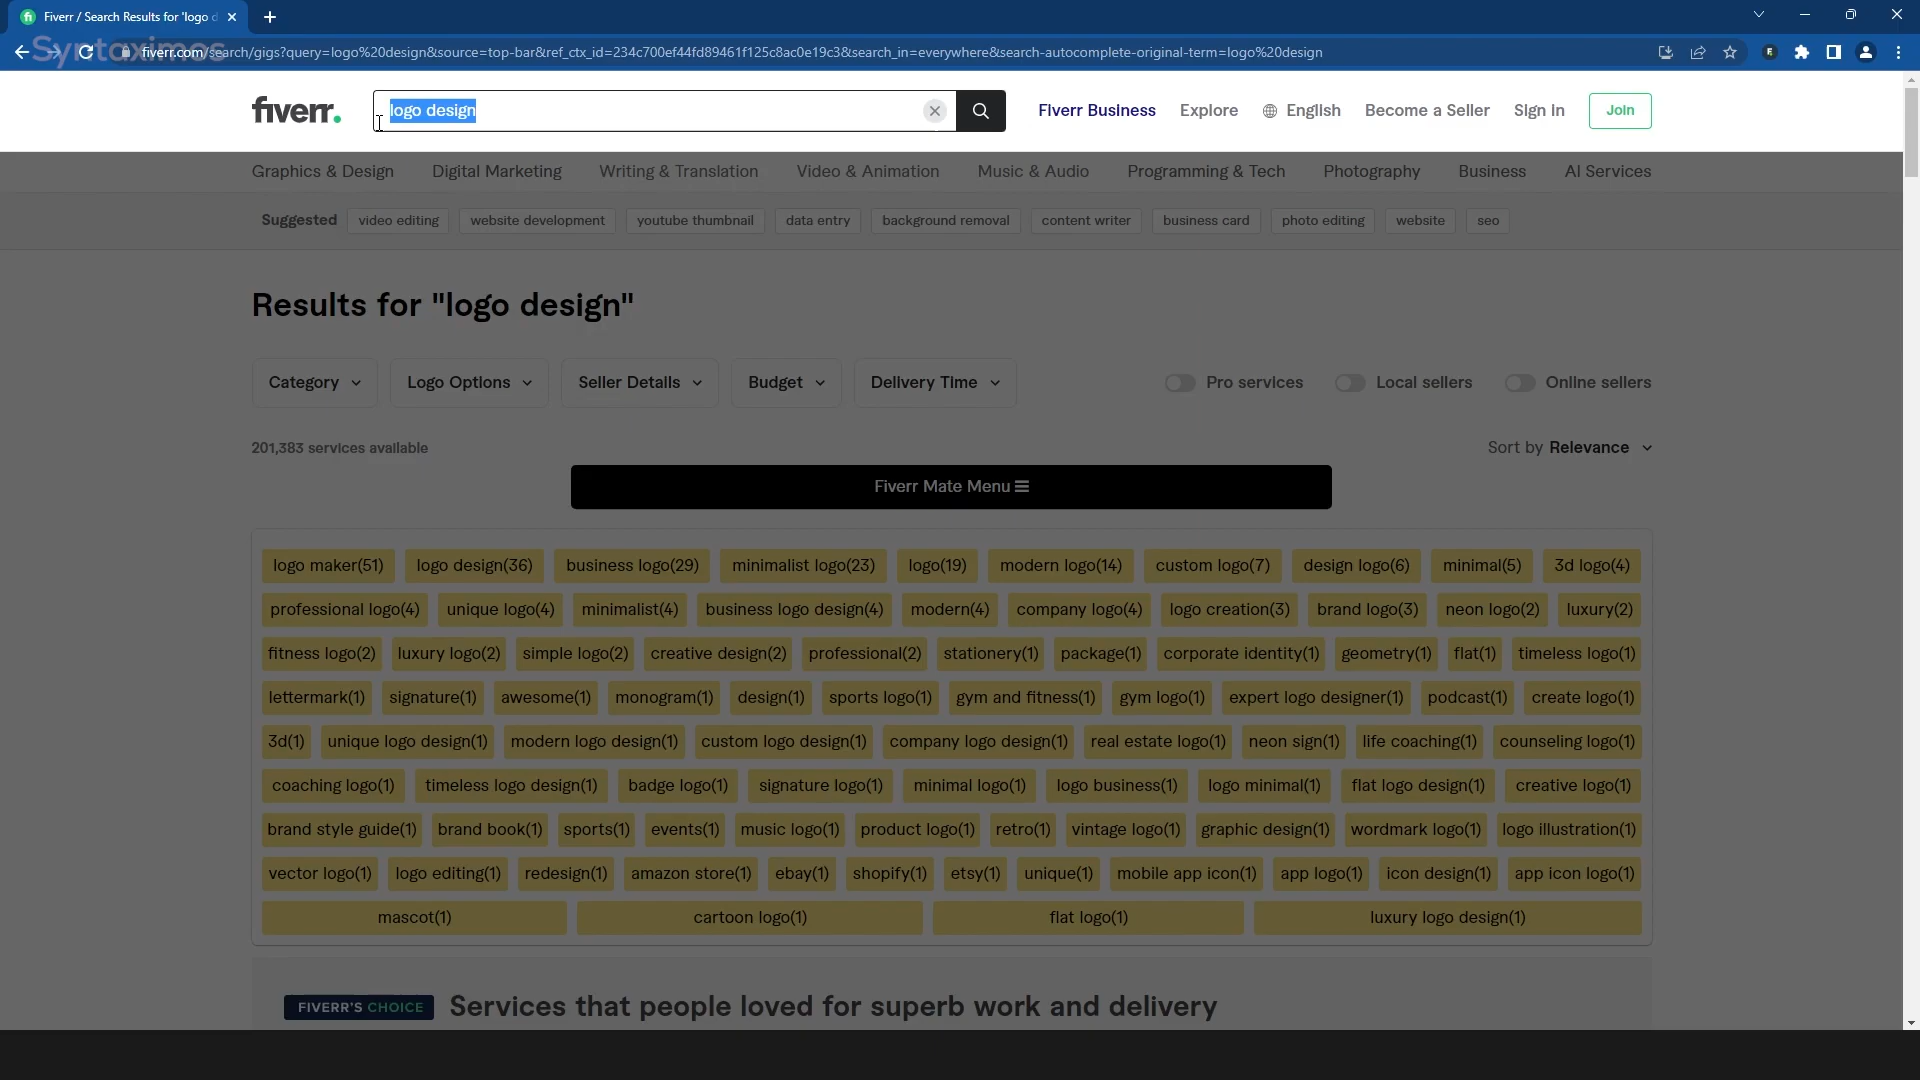 Fiverr / Search Results for 'logo d
Syntaximos
fiverr.com/search/gigs?query=logo%20design&source=top-bar&ref_ctx_id=234c700ef44fd89461f125c8ac0e19c3&search_in=everywhere&search-autocomplete-original-term=logo%20design
fiverr. logo design Fiverr Business Explore English Become a Seller Sign in Join
Graphics & Design Digital Marketing Writing & Translation Video & Animation Music & Audio Programming & Tech Photography Business AI Services
Suggested video editing website development youtube thumbnail data entry background removal content writer business card photo editing website seo
Results for "logo design"
Category Logo Options Seller Details Budget Delivery Time Pro services Local sellers Online sellers
201,383 services available Sort by Relevance
Fiverr Mate Menu
logo maker(51) logo design(36) business logo(29) minimalist logo(23) logo(19) modern logo(14) custom logo(7) design logo(6) minimal(5) 3d logo(4)
professional logo(4) unique logo(4) minimalist(4) business logo design(4) modern(4) company logo(4) logo creation(3) brand logo(3) neon logo(2) luxury(2)
fitness logo(2) luxury logo(2) simple logo(2) creative design(2) professional(2) stationery(1) package(1) corporate identity(1) geometry(1) flat(1) timeless logo(1)
lettermark(1) signature(1) awesome(1) monogram(1) design(1) sports logo(1) gym and fitness(1) gym logo(1) expert logo designer(1) podcast(1) create logo(1)
3d(1) unique logo design(1) modern logo design(1) custom logo design(1) company logo design(1) real estate logo(1) neon sign(1) life coaching(1) counseling logo(1)
coaching logo(1) timeless logo design(1) badge logo(1) signature logo(1) minimal logo(1) logo business(1) logo minimal(1) flat logo design(1) creative logo(1)
brand style guide(1) brand book(1) sports(1) events(1) music logo(1) product logo(1) retro(1) vintage logo(1) graphic design(1) wordmark logo(1) logo illustration(1)
vector logo(1) logo editing(1) redesign(1) amazon store(1) ebay(1) shopify(1) etsy(1) unique(1) mobile app icon(1) app logo(1) icon design(1) app icon logo(1)
mascot(1) cartoon logo(1) flat logo(1) luxury logo design(1)
FIVERR'S CHOICE Services that people loved for superb work and delivery